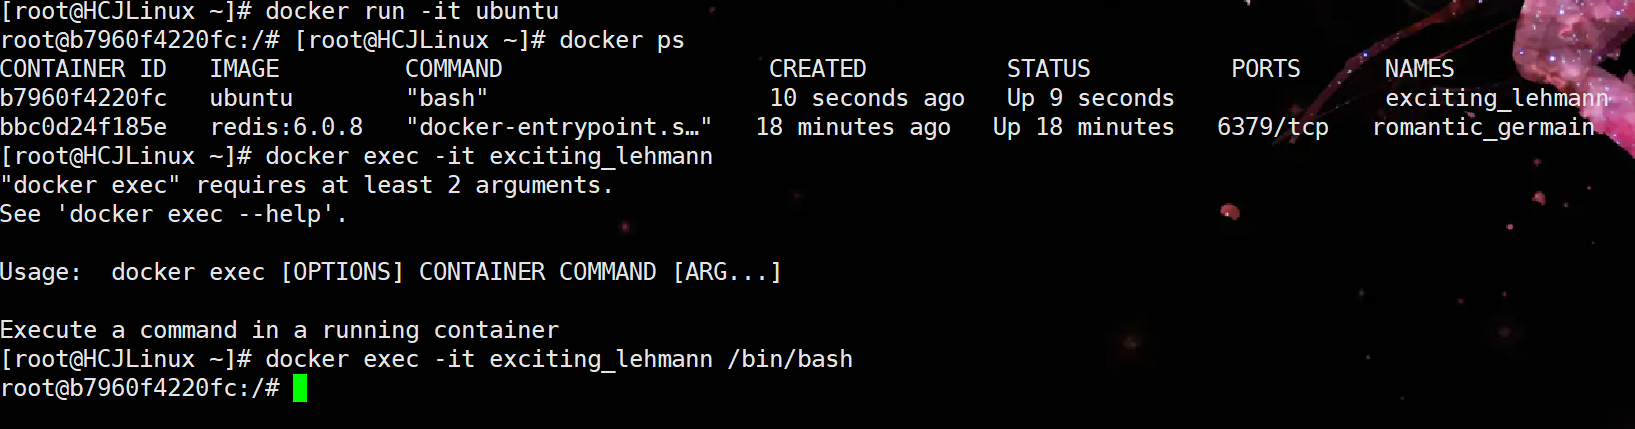 [root@HCJLinux ~]# docker run -it ubuntu
root@b7960f4220fc:/# [root@HCJLinux ~]# docker ps
CONTAINER ID   IMAGE         COMMAND                   CREATED          STATUS          PORTS      NAMES
b7960f4220fc   ubuntu        "bash"                    10 seconds ago   Up 9 seconds               exciting_lehmann
bbc0d24f185e   redis:6.0.8   "docker-entrypoint.s…"   18 minutes ago   Up 18 minutes   6379/tcp   romantic_germain
[root@HCJLinux ~]# docker exec -it exciting_lehmann
"docker exec" requires at least 2 arguments.
See 'docker exec --help'.

Usage:  docker exec [OPTIONS] CONTAINER COMMAND [ARG...]

Execute a command in a running container
[root@HCJLinux ~]# docker exec -it exciting_lehmann /bin/bash
root@b7960f4220fc:/#